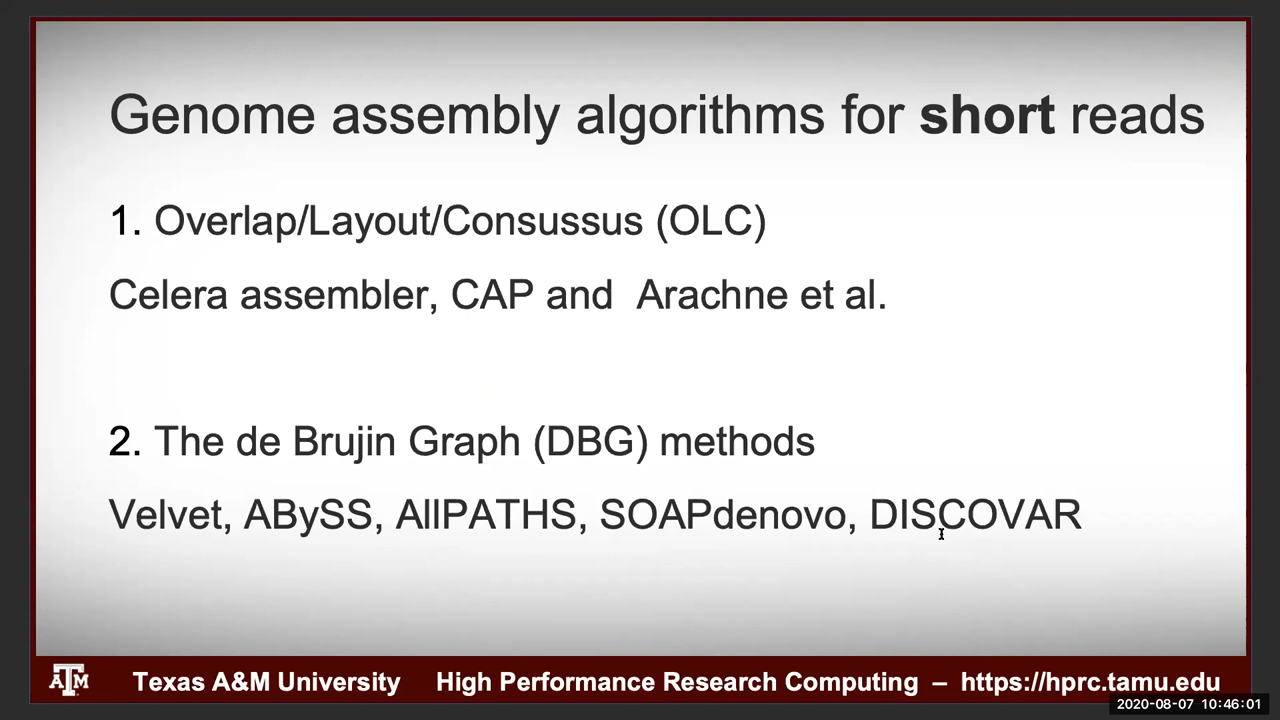 Genome assembly algorithms for short reads
1. Overlap/Layout/Consussus (OLC)
Celera assembler, CAP and  Arachne et al.
2. The de Brujin Graph (DBG) methods
Velvet, ABySS, AllPATHS, SOAPdenovo, DISCOVAR
ATM Texas A&M University High Performance Research Computing – https://hprc.tamu.edu
2020-08-07 10:46:01